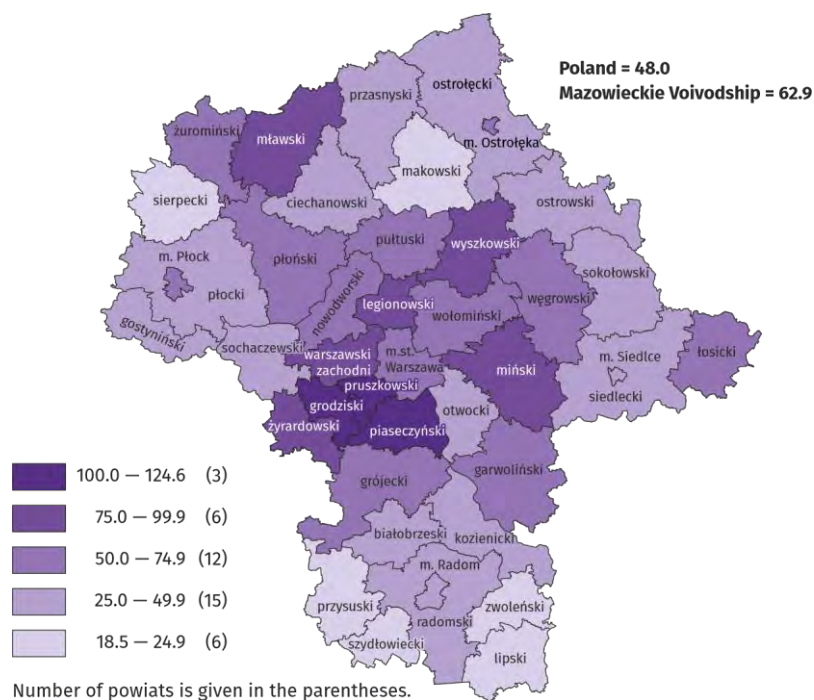 Poland = 48.0
Mazowieckie Voivodship = 62.9
ostrołęcki
przasnyski
żuromiński
mławski
m. Ostrołęka
makowski
sierpecki
ciechanowski
ostrowski
pułtuski
wyszkowski
m. Płock
płoński
sokołowski
płocki
nowodworski
legionowski
węgrowski
wołomiński
gostyniński
sochaczewski
warszawski
zachodni
m.st.
Warszawa
m. Siedlce
łosicki
miński
pruszkowski
siedlecki
grodziski
otwocki
żyrardowski
piaseczyński
garwoliński
grójecki
100.0 — 124.6 (3)
75.0 — 99.9 (6)
50.0 — 74.9 (12)
25.0 — 49.9 (15)
18.5 — 24.9 (6)
białobrzeski
kozienicki
m. Radom
przysuski
zwoleński
radomski
szydłowiecki
lipski
Number of powiats is given in the parentheses.